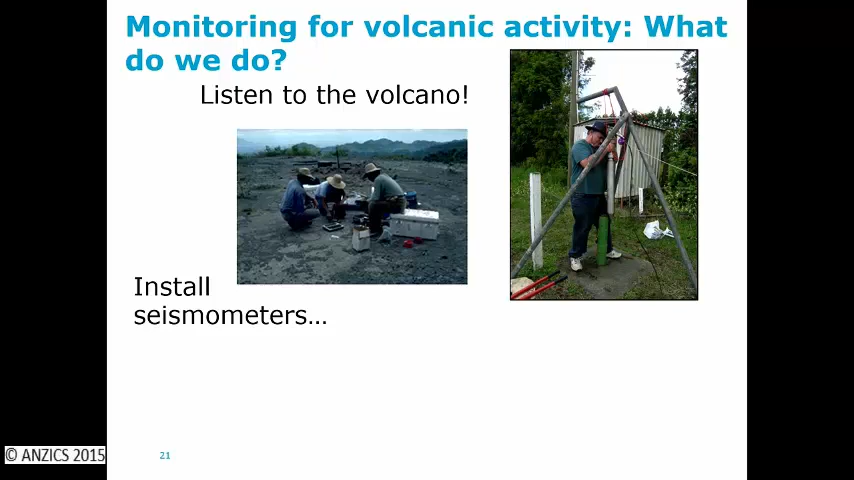 Monitoring for volcanic activity: What
do we do?
Listen to the volcano!
Install
seismometers…
© ANZICS 2015
21